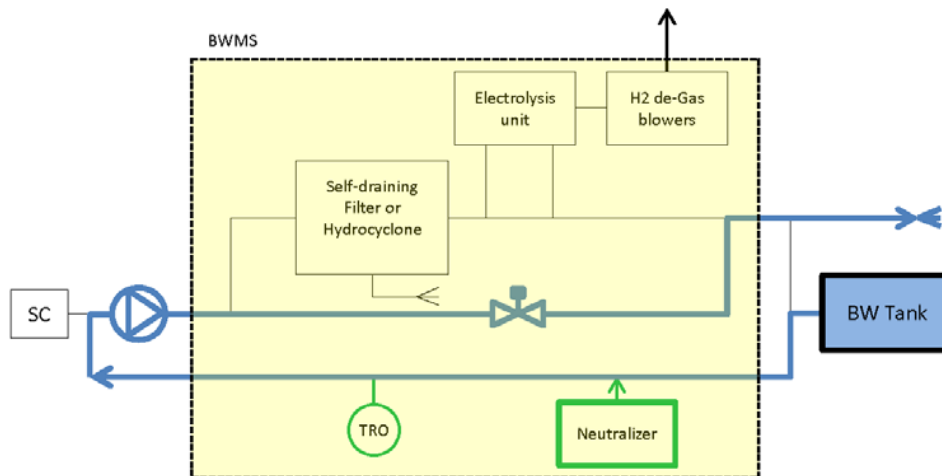 BWMS
Electrolysis
unit
H2 de-Gas
blowers
Self-draining
Filter or
Hydrocyclone
SC
BW Tank
TRO
Neutralizer